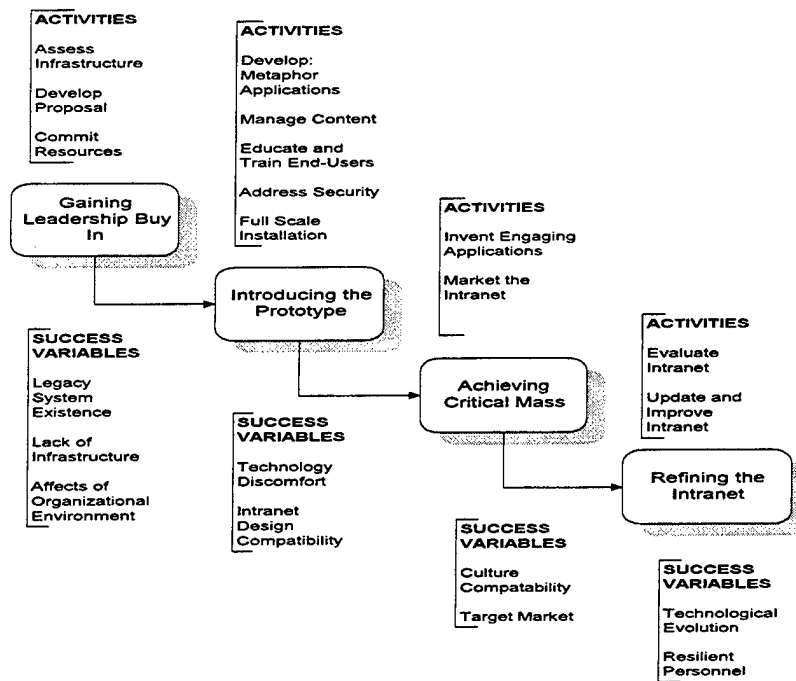 ACTIVITIES
Assess
Infrastructure
Develop
Proposal
Commit
Resources
Gaining
Leadership Buy
In
SUCCESS
VARIABLES
Legacy
System
Existence
Lack of
Infrastructure
Affects of
Organizational
Environment
ACTIVITIES
Develop:
Metaphor
Applications
Manage Content
Educate and
Train End-Users
Address Security
Full Scale
Installation
Introducing the
Prototype
SUCCESS
VARIABLES
Technology
Discomfort
Intranet
Design
Compatibility
ACTIVITIES
Invent Engaging
Applications
Market the
Intranet
Achieving
Critical Mass
SUCCESS
VARIABLES
Culture
Compatability
Target Market
ACTIVITIES
Evaluate
Intranet
Update and
Improve
Intranet
Refining the
Intranet
SUCCESS
VARIABLES
Technological
Evolution
Resilient
Personnel